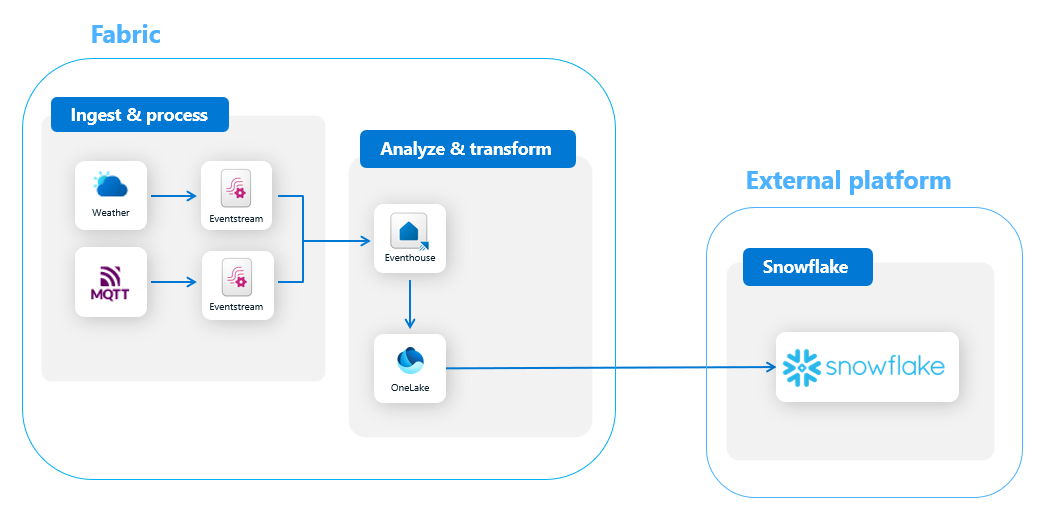 Fabric
Ingest & process
Weather
Eventstream
MQTT
Eventstream
Analyze & transform
Eventhouse
OneLake
External platform
Snowflake
snowflake